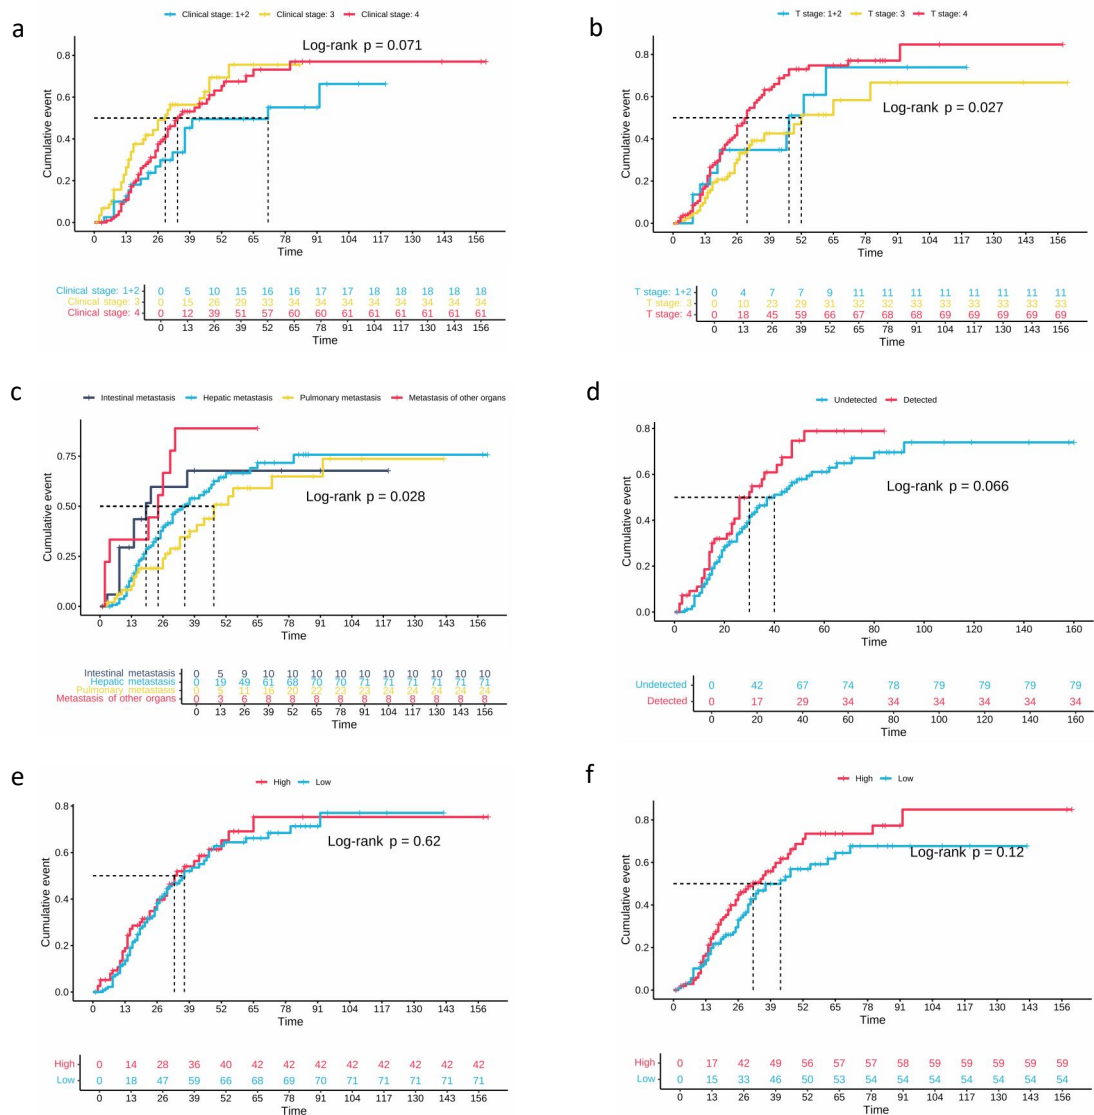 a
Clinical stage: 1+2 Clinical stage: 3 Clinical stage: 4
Log-rank p = 0.071
Cumulative event
0.8
0.6
0.4
0.2
0.0
0 13 26 39 52 65 78 91 104 117 130 143 156
Time
Clinical stage: 1+2 0 5 10 15 16 16 17 17 18 18 18 18 18
Clinical stage: 3 0 15 26 29 33 34 34 34 34 34 34 34 34
Clinical stage: 4 0 12 39 51 57 60 60 61 61 61 61 61 61
0 13 26 39 52 65 78 91 104 117 130 143 156
Time
b
T stage: 1+2 T stage: 3 T stage: 4
Log-rank p = 0.027
Cumulative event
0.8
0.6
0.4
0.2
0.0
0 13 26 39 52 65 78 91 104 117 130 143 156
Time
T stage: 1+2 0 4 7 7 9 11 11 11 11 11 11 11 11
T stage: 3 0 10 23 29 31 32 32 33 33 33 33 33 33
T stage: 4 0 18 45 59 66 67 68 68 69 69 69 69 69
0 13 26 39 52 65 78 91 104 117 130 143 156
Time
c
Intestinal metastasis Hepatic metastasis Pulmonary metastasis Metastasis of other organs
Log-rank p = 0.028
Cumulative event
0.75
0.50
0.25
0.00
0 13 26 39 52 65 78 91 104 117 130 143 156
Time
Intestinal metastasis 0 5 9 10 10 10 10 10 10 10 10 10 10
Hepatic metastasis 0 19 49 61 68 70 70 71 71 71 71 71 71
Pulmonary metastasis 0 5 11 16 20 22 23 23 24 24 24 24 24
Metastasis of other organs 0 3 6 8 8 8 8 8 8 8 8 8 8
0 13 26 39 52 65 78 91 104 117 130 143 156
Time
d
Undetected Detected
Log-rank p = 0.066
Cumulative event
0.8
0.6
0.4
0.2
0.0
0 20 40 60 80 100 120 140 160
Time
Undetected 0 42 67 74 78 79 79 79 79
Detected 0 17 29 34 34 34 34 34 34
0 20 40 60 80 100 120 140 160
Time
e
High Low
Log-rank p = 0.62
Cumulative event
0.8
0.6
0.4
0.2
0.0
0 13 26 39 52 65 78 91 104 117 130 143 156
Time
High 0 14 28 36 40 42 42 42 42 42 42 42 42
Low 0 18 47 59 66 68 69 70 71 71 71 71 71
0 13 26 39 52 65 78 91 104 117 130 143 156
Time
f
High Low
Log-rank p = 0.12
Cumulative event
0.8
0.6
0.4
0.2
0.0
0 13 26 39 52 65 78 91 104 117 130 143 156
Time
High 0 17 42 49 56 57 57 58 59 59 59 59 59
Low 0 15 33 46 50 53 54 54 54 54 54 54 54
0 13 26 39 52 65 78 91 104 117 130 143 156
Time